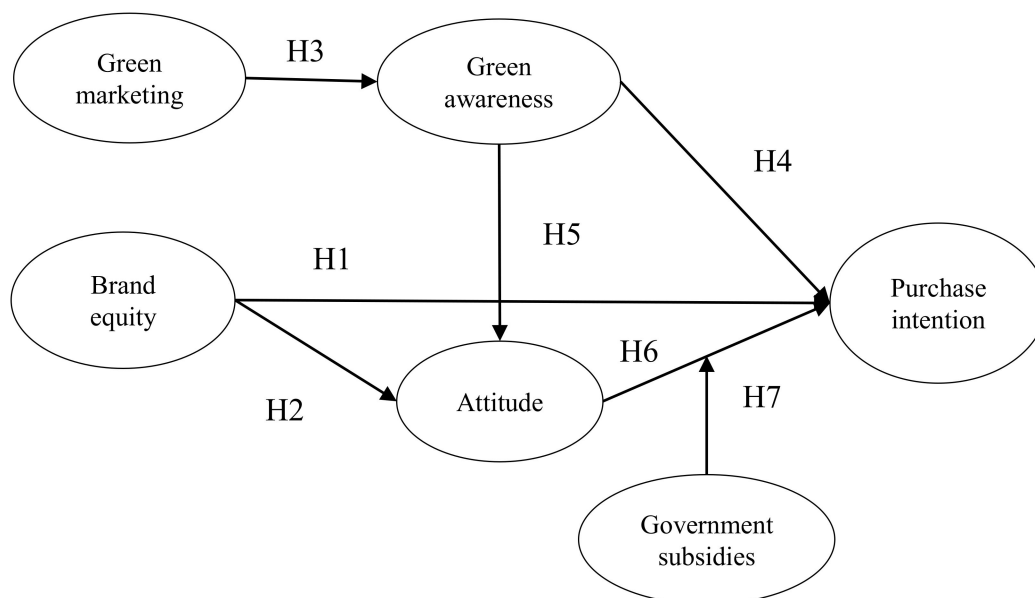 Green
marketing
H3
Green
awareness
H4
H5
Brand
equity
H1
Purchase
intention
H2
Attitude
H6
H7
Government
subsidies